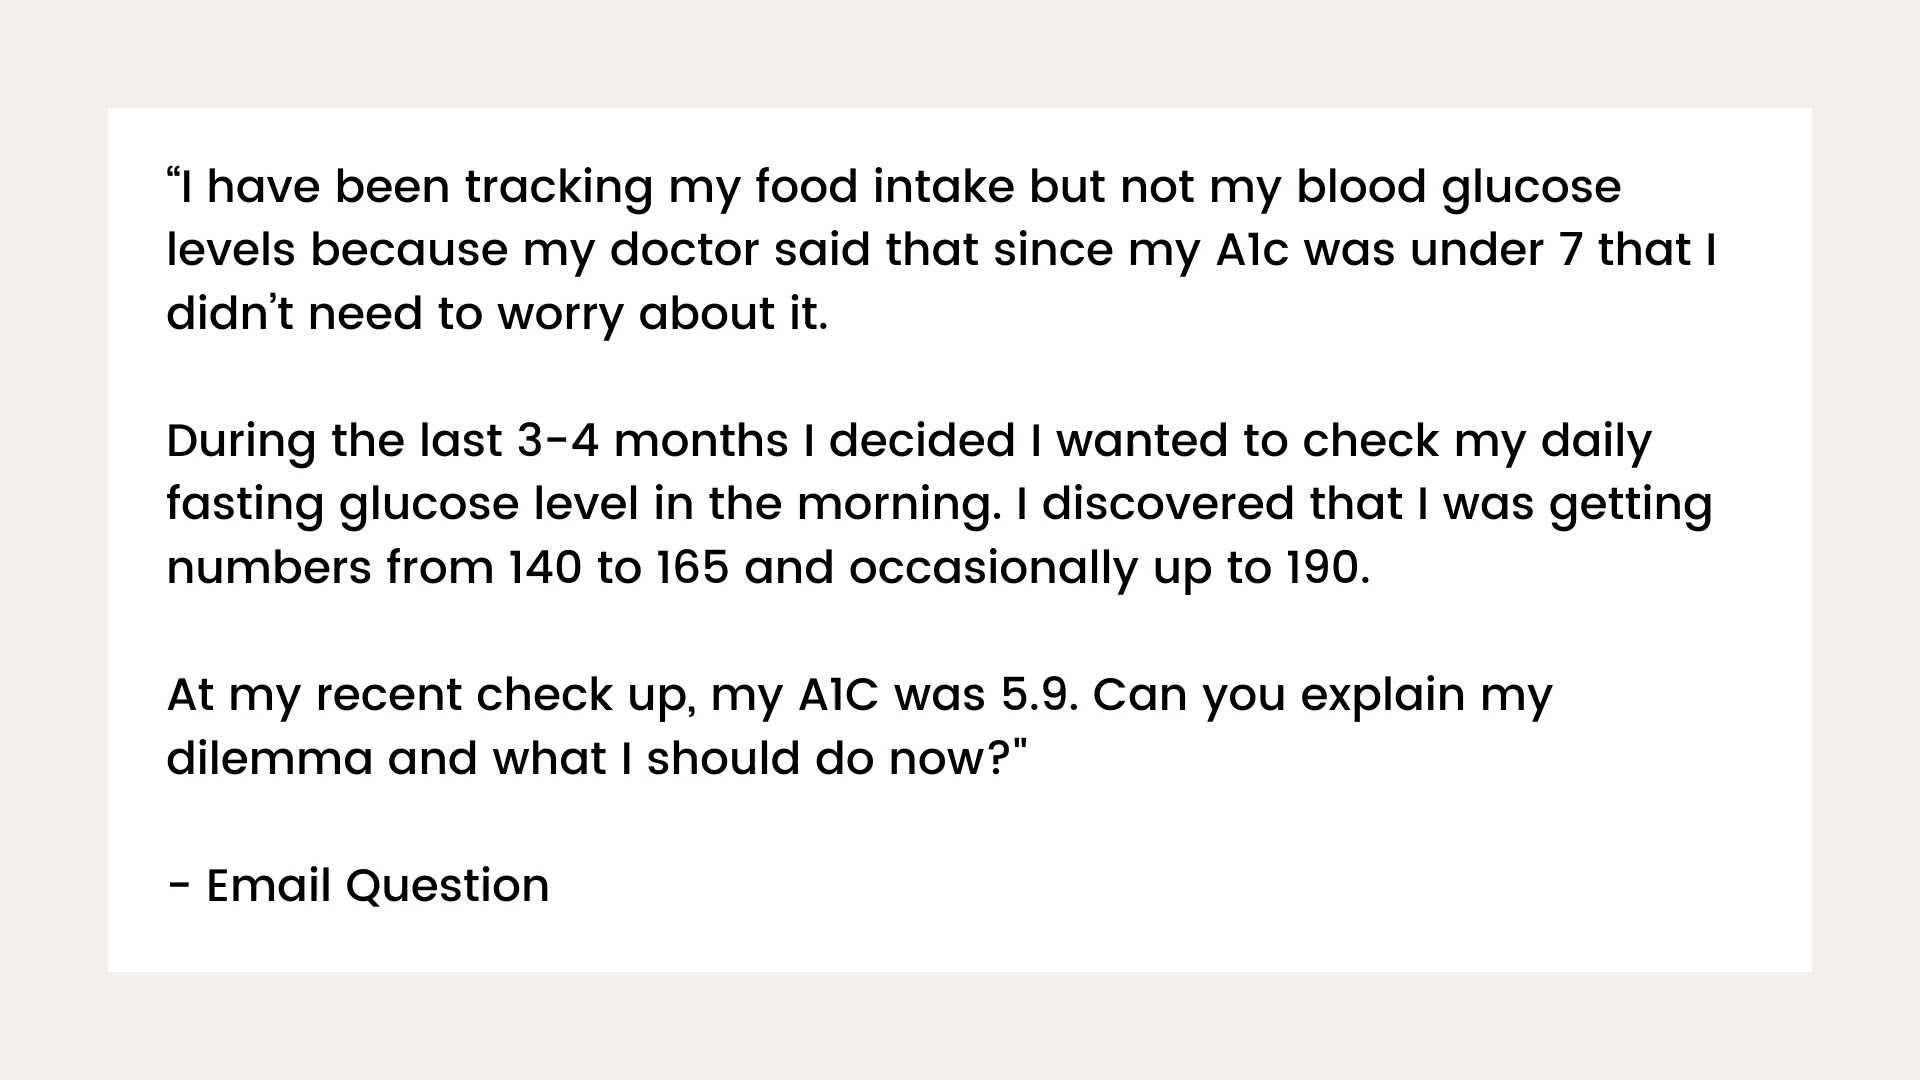 “I have been tracking my food intake but not my blood glucose
levels because my doctor said that since my A1c was under 7 that I
didn’t need to worry about it.
During the last 3-4 months I decided I wanted to check my daily
fasting glucose level in the morning. I discovered that I was getting
numbers from 140 to 165 and occasionally up to 190.
At my recent check up, my A1C was 5.9. Can you explain my
dilemma and what I should do now?"
- Email Question